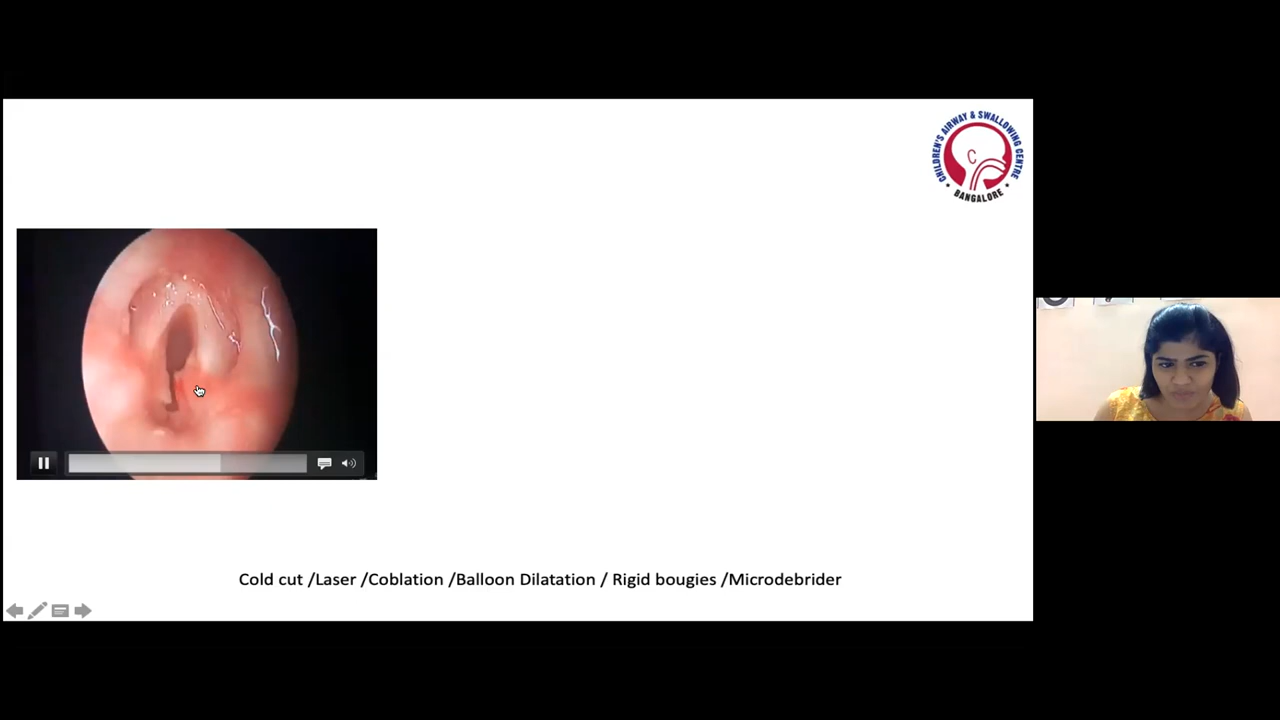 CHILDREN'S AIRWAY & SWALLOWING CENTRE
C
BANGALORE
Cold cut /Laser /Coblation /Balloon Dilatation / Rigid bougies /Microdebrider